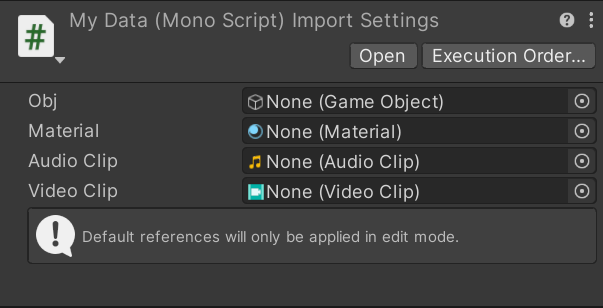 My Data (Mono Script) Import Settings
Open Execution Order...
Obj None (Game Object)
Material None (Material)
Audio Clip None (Audio Clip)
Video Clip None (Video Clip)
Default references will only be applied in edit mode.